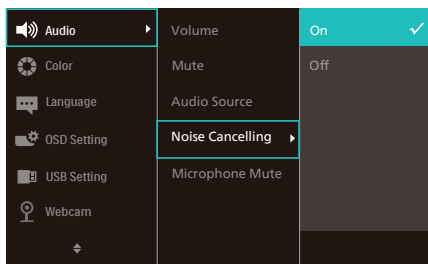 Audio
Color
Language
OSD Setting
USB Setting
Webcam
Volume
Mute
Audio Source
Noise Cancelling
Microphone Mute
On
Off